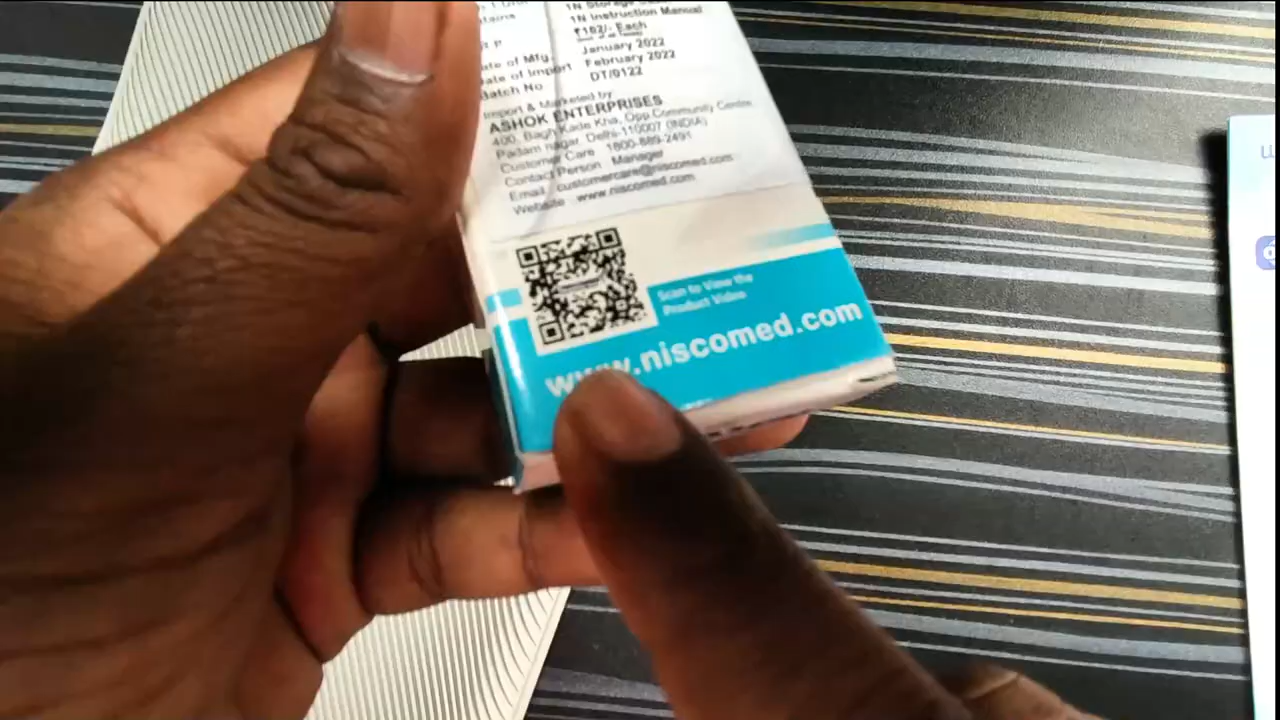 1N Instruction Manual
₹182/- Each
January 2022
ate of Mfg
February 2022
ate of Import
DT/0122
Batch No
Import & Marketed by:
ASHOK ENTERPRISES
400, Bagh Kade Kha, Opp Community Centre,
Padam nagar, Delhi-110007 (INDIA)
Customer Care 1800-889-2491
Contact Person Manager
Email customercare@niscomed.com
Website www.niscomed.com
Scan to View the
Product Video
www.niscomed.com